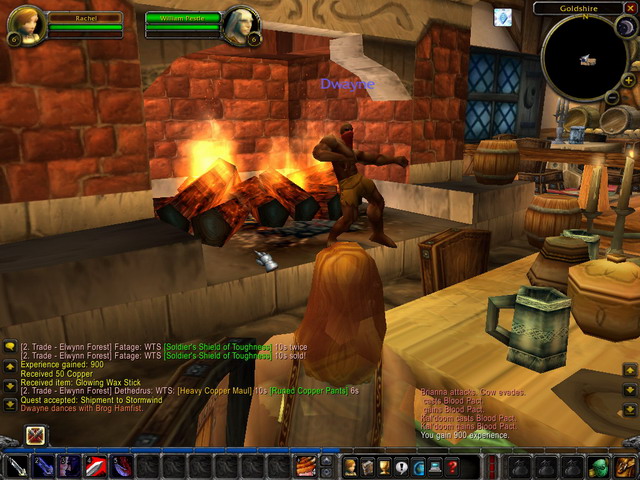 Rachel
William Pestle
Goldshire
N
6
6
Dwayne
[2. Trade - Elwynn Forest] Fatage: WTS [Soldier's Shield of Toughness] 10s twice
[2. Trade - Elwynn Forest] Fatage: WTS [Soldier's Shield of Toughness] 10s sold!
Experience gained: 900
Received 50 Copper
Received item: Glowing Wax Stick
[2. Trade - Elwynn Forest] Dethedrus: WTS: [Heavy Copper Maul] 10s [Runed Copper Pants] 6s
Quest accepted: Shipment to Stormwind
Dwayne dances with Brog Hamfist.
Brianna attacks. Cow evades.
casts Blood Pact.
gains Blood Pact.
casts Blood Pact.
gains Blood Pact.
You gain 900 experience.